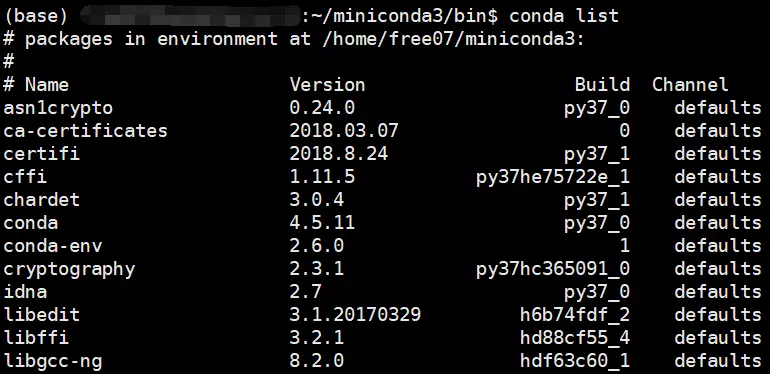 (base) :~/miniconda3/bin$ conda list
# packages in environment at /home/free07/miniconda3:
#
# Name Version Build Channel
asn1crypto 0.24.0 py37_0 defaults
ca-certificates 2018.03.07 0 defaults
certifi 2018.8.24 py37_1 defaults
cffi 1.11.5 py37he75722e_1 defaults
chardet 3.0.4 py37_1 defaults
conda 4.5.11 py37_0 defaults
conda-env 2.6.0 1 defaults
cryptography 2.3.1 py37hc365091_0 defaults
idna 2.7 py37_0 defaults
libedit 3.1.20170329 h6b74fdf_2 defaults
libffi 3.2.1 hd88cf55_4 defaults
libgcc-ng 8.2.0 hdf63c60_1 defaults